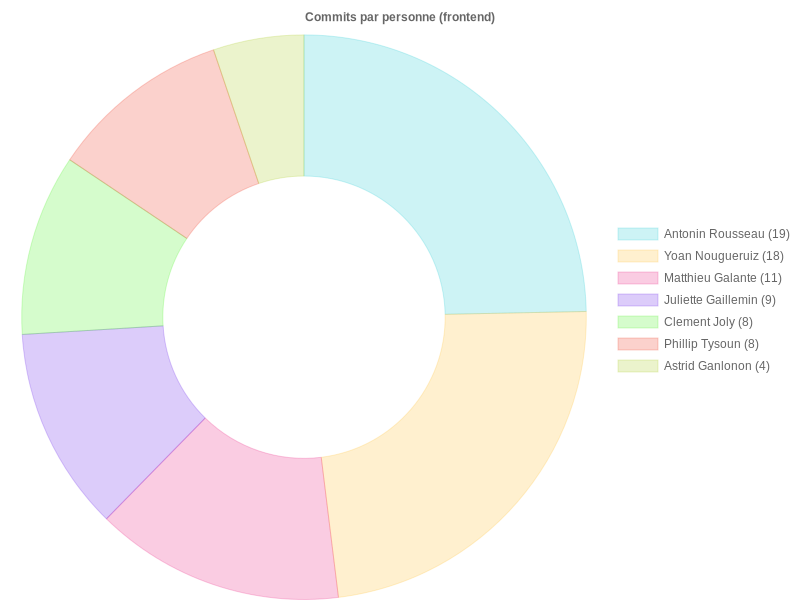 Commits par personne (frontend)
Antonin Rousseau (19)
Yoan Nougueruiz (18)
Matthieu Galante (11)
Juliette Gaillemin (9)
Clement Joly (8)
Phillip Tysoun (8)
Astrid Ganlonon (4)